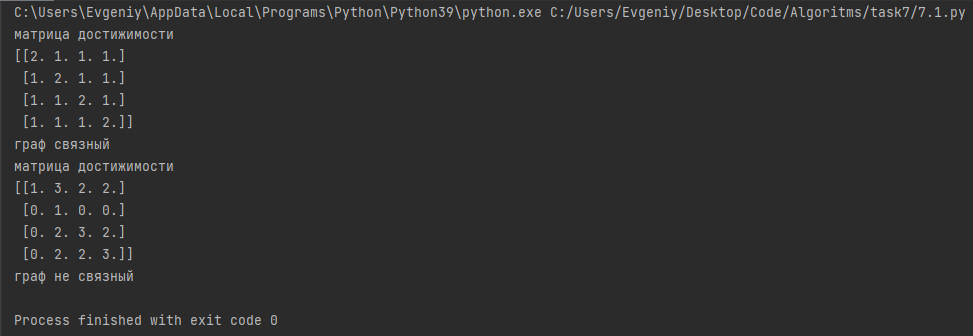 C:\Users\Evgeniy\AppData\Local\Programs\Python\Python39\python.exe C:/Users/Evgeniy/Desktop/Code/Algoritms/task7/7.1.py
матрица достижимости
[[2. 1. 1. 1.]
 [1. 2. 1. 1.]
 [1. 1. 2. 1.]
 [1. 1. 1. 2.]]
граф связный
матрица достижимости
[[1. 3. 2. 2.]
 [0. 1. 0. 0.]
 [0. 2. 3. 2.]
 [0. 2. 2. 3.]]
граф не связный
Process finished with exit code 0